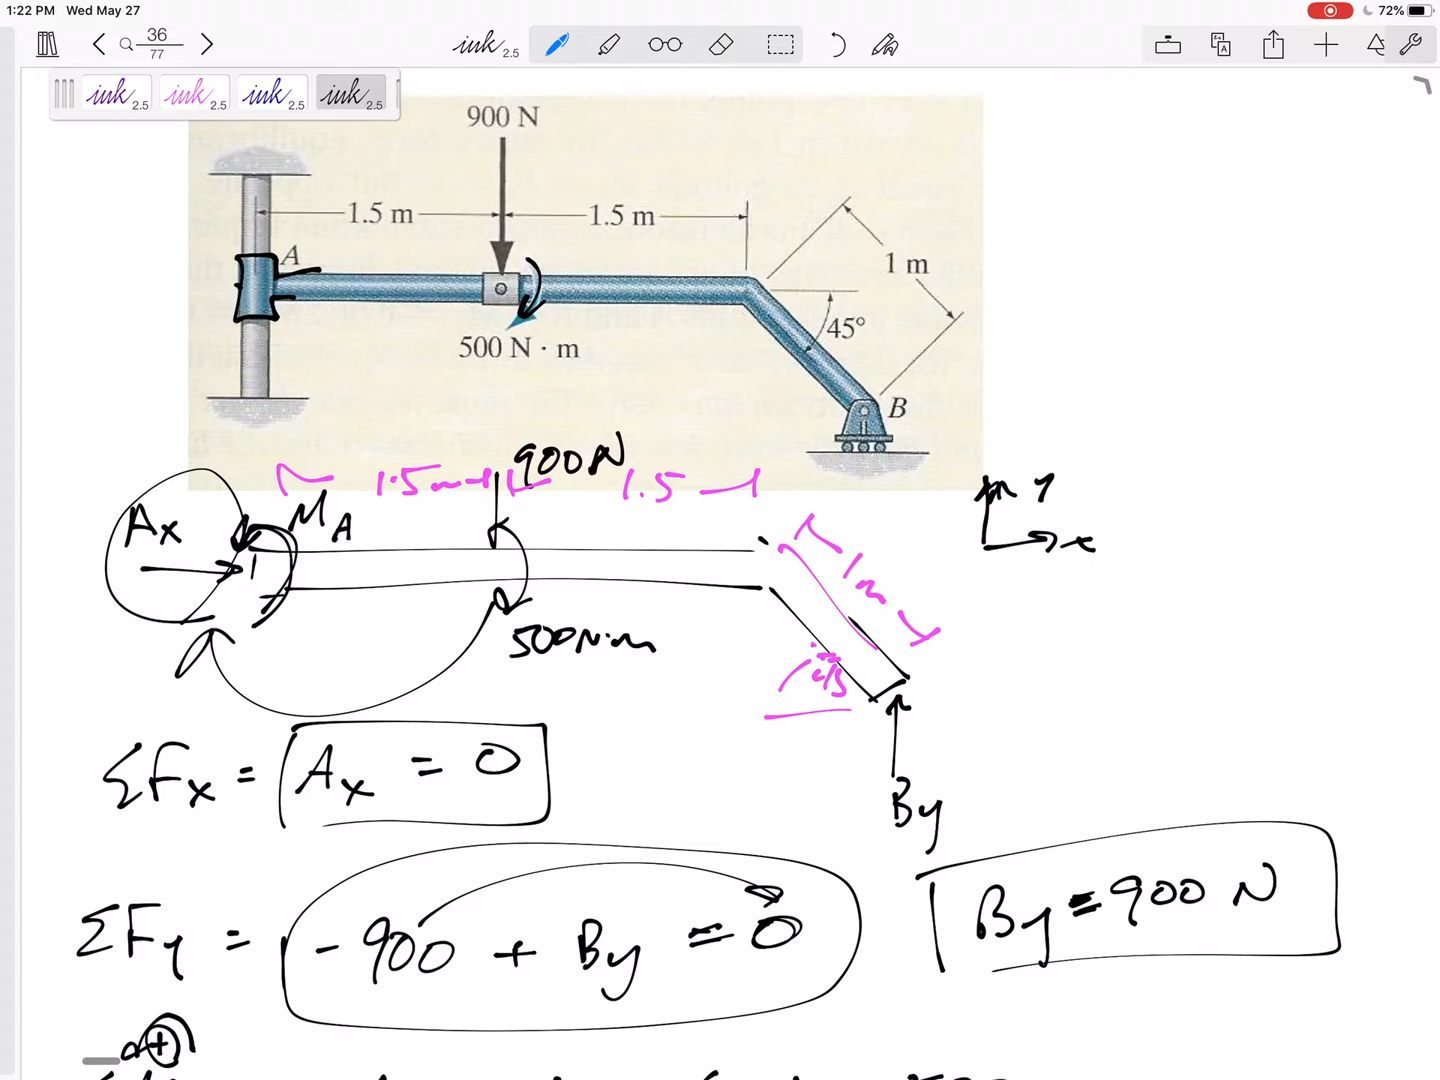 1:22 PM Wed May 27
72%
36
77
ink 2.5
ink 2.5 ink 2.5 ink 2.5 ink 2.5
900 N
1.5 m 1.5 m
A
1 m
45°
500 N · m
B
900N
1.5m 1.5
Ax MA
y
x
1m
500N·m
45
ΣFx = Ax = 0
By
ΣFy = - 900 + By = 0
By = 900 N
+